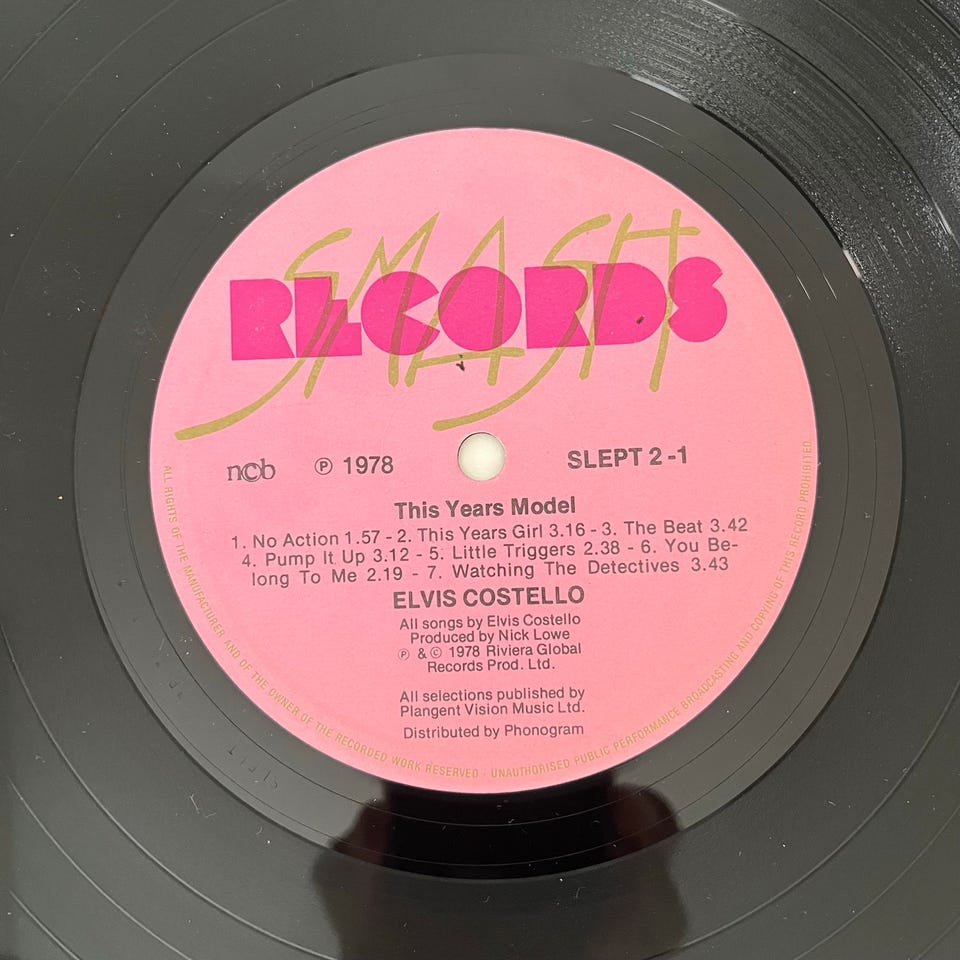 SMASH
RECORDS
ncb ℗ 1978 SLEPT 2 -1
This Years Model
1. No Action 1.57 - 2. This Years Girl 3.16 - 3. The Beat 3.42
4. Pump It Up 3.12 - 5. Little Triggers 2.38 - 6. You Be-
long To Me 2.19 - 7. Watching The Detectives 3.43
ELVIS COSTELLO
All songs by Elvis Costello
Produced by Nick Lowe
℗ & © 1978 Riviera Global
Records Prod. Ltd.
All selections published by
Plangent Vision Music Ltd.
Distributed by Phonogram
ALL RIGHTS OF THE MANUFACTURER AND OF THE OWNER OF THE RECORDED WORK RESERVED · UNAUTHORISED PUBLIC PERFORMANCE BROADCASTING AND COPYING OF THIS RECORD PROHIBITED